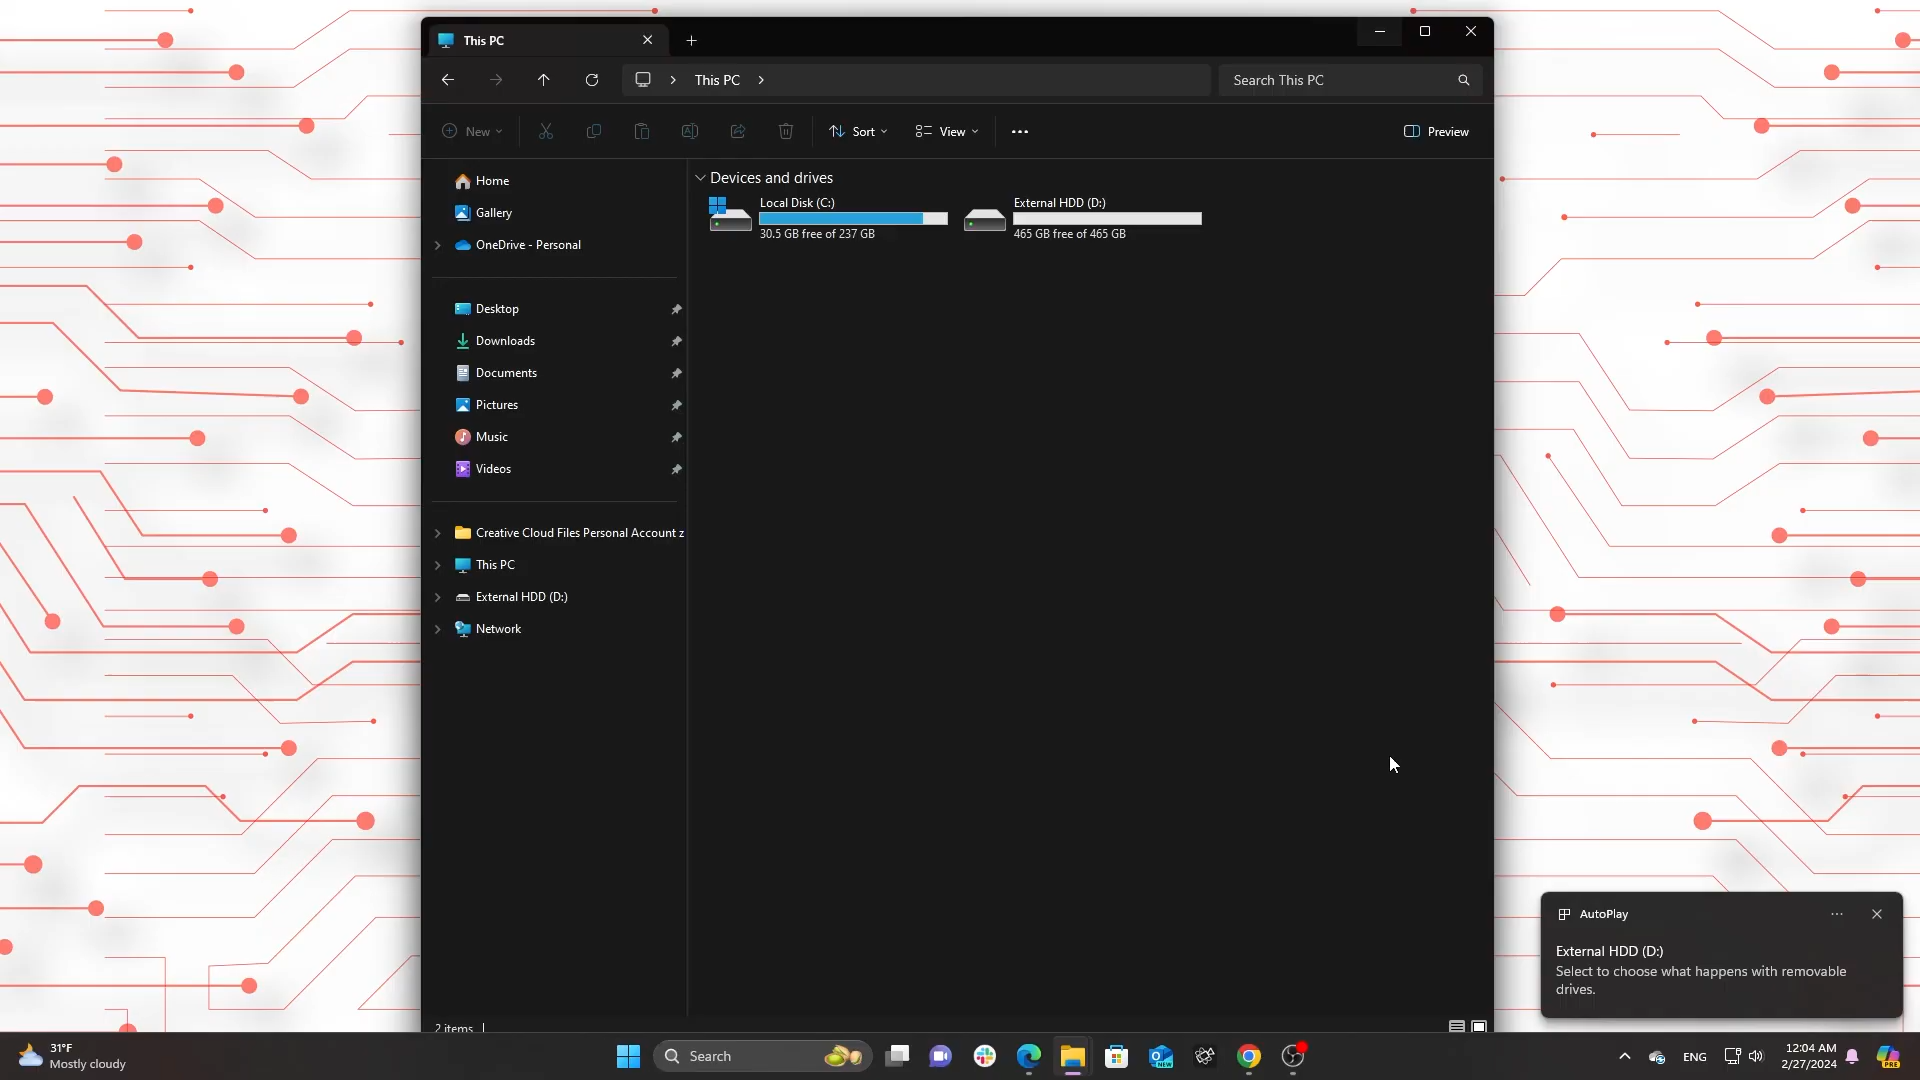 This PC
This PC
Search This PC
New
Sort
View
Preview
Home
Gallery
OneDrive - Personal
Desktop
Downloads
Documents
Pictures
Music
Videos
Creative Cloud Files Personal Account z
This PC
External HDD (D:)
Network
Devices and drives
Local Disk (C:)
30.5 GB free of 237 GB
External HDD (D:)
465 GB free of 465 GB
2 items
AutoPlay
External HDD (D:)
Select to choose what happens with removable
drives.
31°F
Mostly cloudy
Search
NEW
ENG
12:04 AM
2/27/2024
PRE